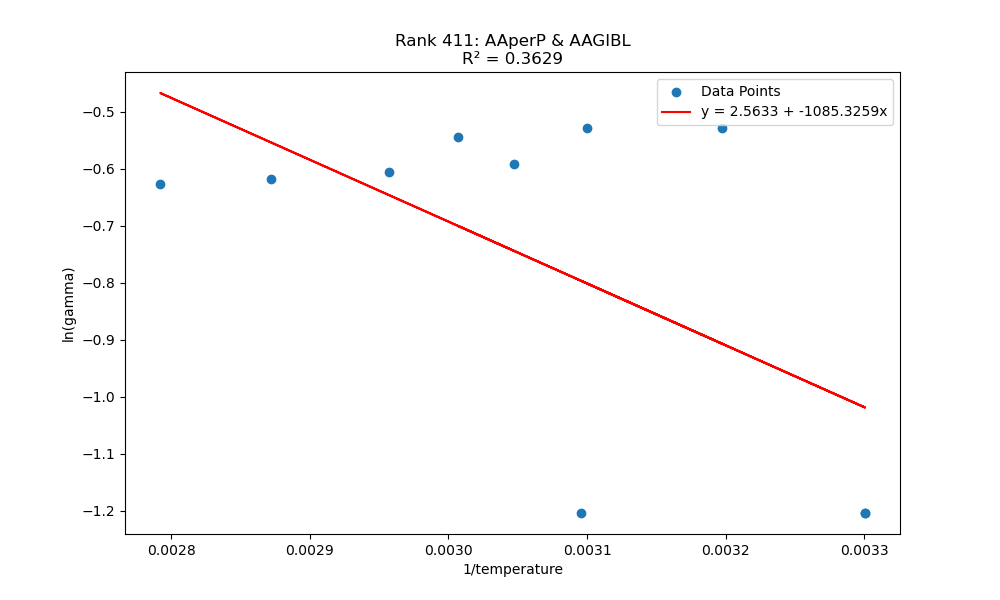 Rank 411: AAperP & AAGIBL
R² = 0.3629
Data Points
y = 2.5633 + -1085.3259x
ln(gamma)
−0.5
−0.6
−0.7
−0.8
−0.9
−1.0
−1.1
−1.2
0.0028 0.0029 0.0030 0.0031 0.0032 0.0033
1/temperature